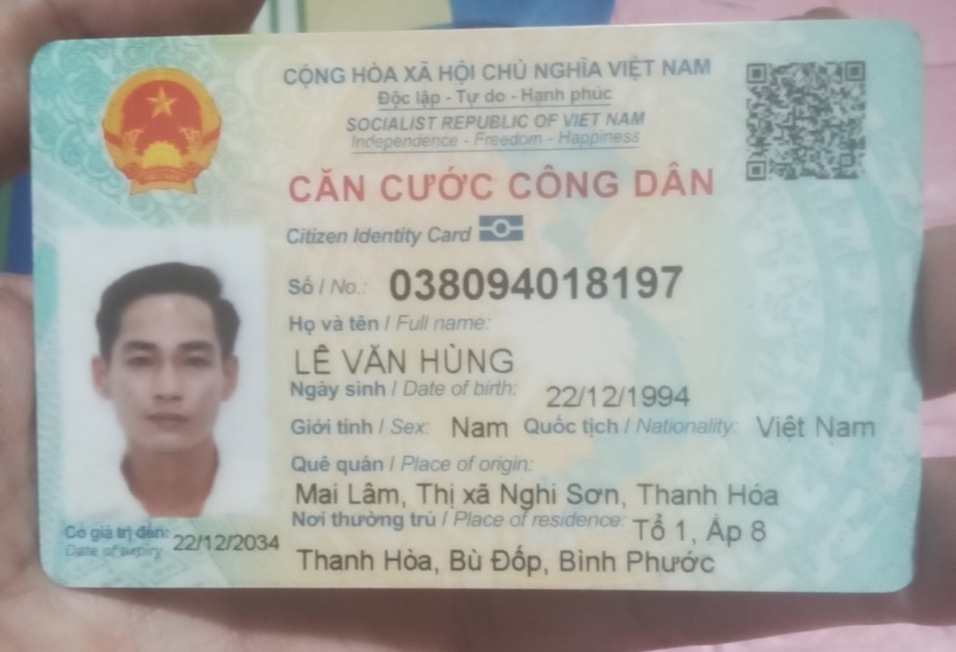 CỘNG HÒA XÃ HỘI CHỦ NGHĨA VIỆT NAM
Độc lập - Tự do - Hạnh phúc
SOCIALIST REPUBLIC OF VIET NAM
Independence - Freedom - Happiness
CĂN CƯỚC CÔNG DÂN
Citizen Identity Card
Số / No.: 038094018197
Họ và tên / Full name:
LÊ VĂN HÙNG
Ngày sinh / Date of birth: 22/12/1994
Giới tính / Sex: Nam Quốc tịch / Nationality: Việt Nam
Quê quán / Place of origin:
Mai Lâm, Thị xã Nghi Sơn, Thanh Hóa
Nơi thường trú / Place of residence: Tổ 1, Ấp 8
Thanh Hòa, Bù Đốp, Bình Phước
Có giá trị đến: 22/12/2034
Date of expiry: